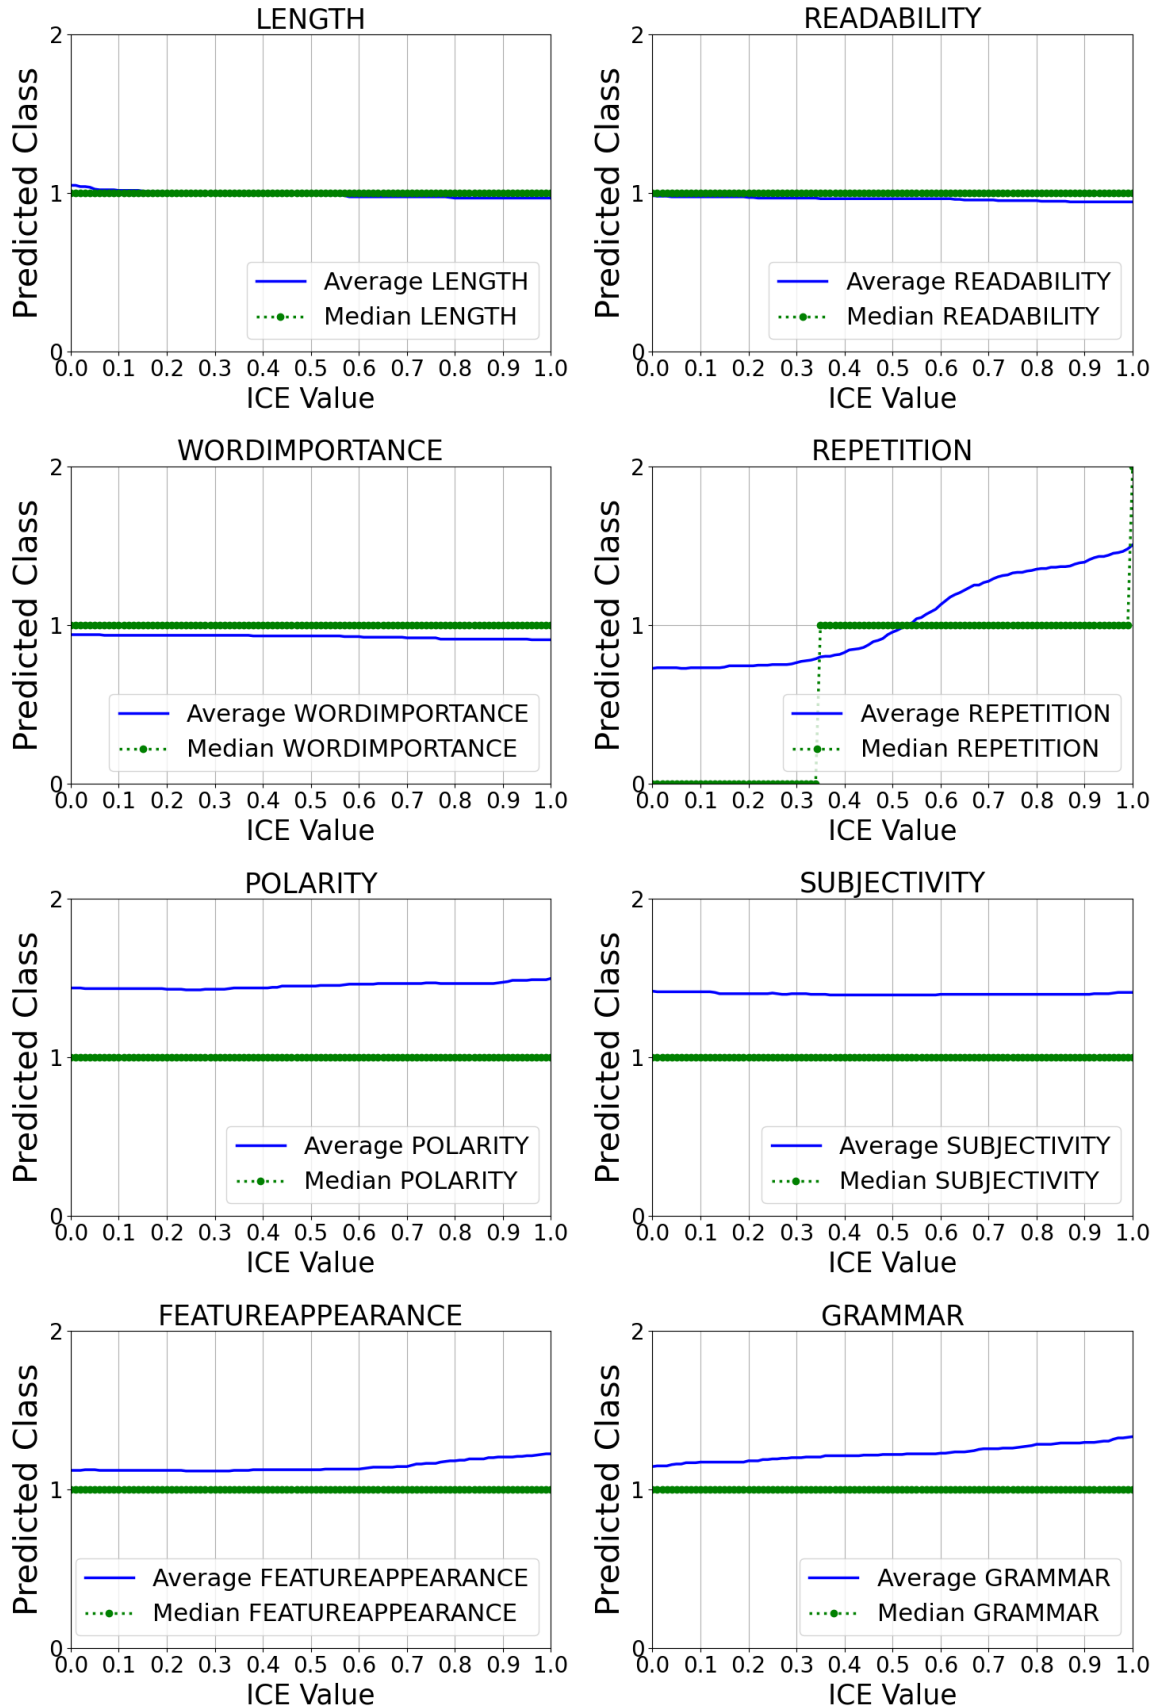 LENGTH
2
1
0
Predicted Class
Average LENGTH
Median LENGTH
0.0 0.1 0.2 0.3 0.4 0.5 0.6 0.7 0.8 0.9 1.0
ICE Value
READABILITY
2
1
0
Predicted Class
Average READABILITY
Median READABILITY
0.0 0.1 0.2 0.3 0.4 0.5 0.6 0.7 0.8 0.9 1.0
ICE Value
WORDIMPORTANCE
2
1
0
Predicted Class
Average WORDIMPORTANCE
Median WORDIMPORTANCE
0.0 0.1 0.2 0.3 0.4 0.5 0.6 0.7 0.8 0.9 1.0
ICE Value
REPETITION
2
1
0
Predicted Class
Average REPETITION
Median REPETITION
0.0 0.1 0.2 0.3 0.4 0.5 0.6 0.7 0.8 0.9 1.0
ICE Value
POLARITY
2
1
0
Predicted Class
Average POLARITY
Median POLARITY
0.0 0.1 0.2 0.3 0.4 0.5 0.6 0.7 0.8 0.9 1.0
ICE Value
SUBJECTIVITY
2
1
0
Predicted Class
Average SUBJECTIVITY
Median SUBJECTIVITY
0.0 0.1 0.2 0.3 0.4 0.5 0.6 0.7 0.8 0.9 1.0
ICE Value
FEATUREAPPEARANCE
2
1
0
Predicted Class
Average FEATUREAPPEARANCE
Median FEATUREAPPEARANCE
0.0 0.1 0.2 0.3 0.4 0.5 0.6 0.7 0.8 0.9 1.0
ICE Value
GRAMMAR
2
1
0
Predicted Class
Average GRAMMAR
Median GRAMMAR
0.0 0.1 0.2 0.3 0.4 0.5 0.6 0.7 0.8 0.9 1.0
ICE Value